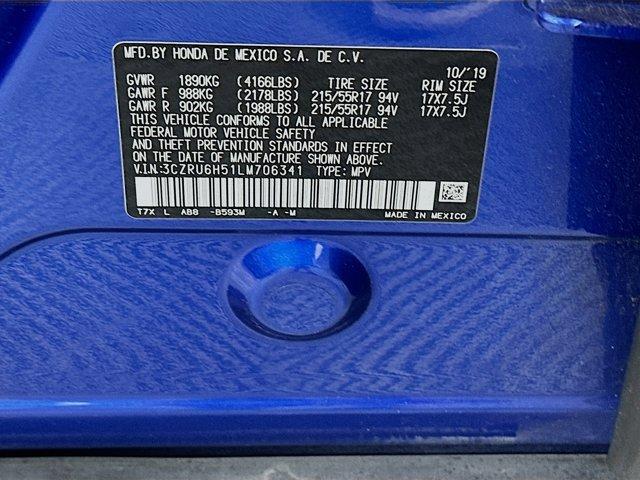 MFD.BY HONDA DE MEXICO S.A. DE C.V.
10/'19
GVWR 1890KG (4166LBS) TIRE SIZE RIM SIZE
GAWR F 988KG (2178LBS) 215/55R17 94V 17X7.5J
GAWR R 902KG (1988LBS) 215/55R17 94V 17X7.5J
THIS VEHICLE CONFORMS TO ALL APPLICABLE
FEDERAL MOTOR VEHICLE SAFETY
AND THEFT PREVENTION STANDARDS IN EFFECT
ON THE DATE OF MANUFACTURE SHOWN ABOVE.
V.I.N:3CZRU6H51LM706341 TYPE: MPV
T7X L AB8 -B593M -A -M MADE IN MEXICO